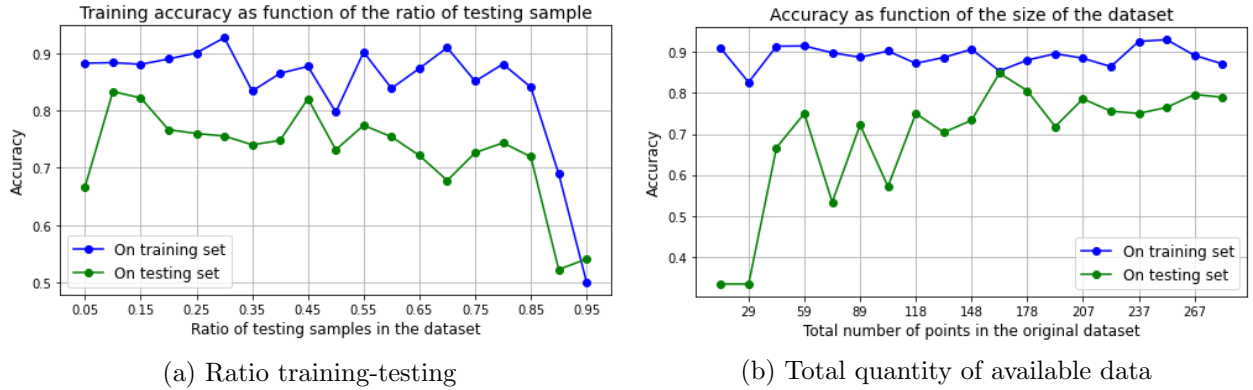 Training accuracy as function of the ratio of testing sample
Accuracy
0.9
0.8
0.7
0.6
0.5
On training set
On testing set
0.05 0.15 0.25 0.35 0.45 0.55 0.65 0.75 0.85 0.95
Ratio of testing samples in the dataset
(a) Ratio training-testing
Accuracy as function of the size of the dataset
Accuracy
0.9
0.8
0.7
0.6
0.5
0.4
On training set
On testing set
29 59 89 118 148 178 207 237 267
Total number of points in the original dataset
(b) Total quantity of available data